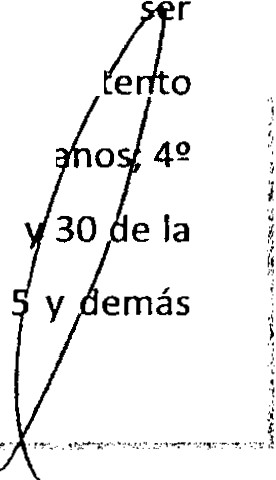 ser
tento
anos; 4º
y 30 de la
5 y demás